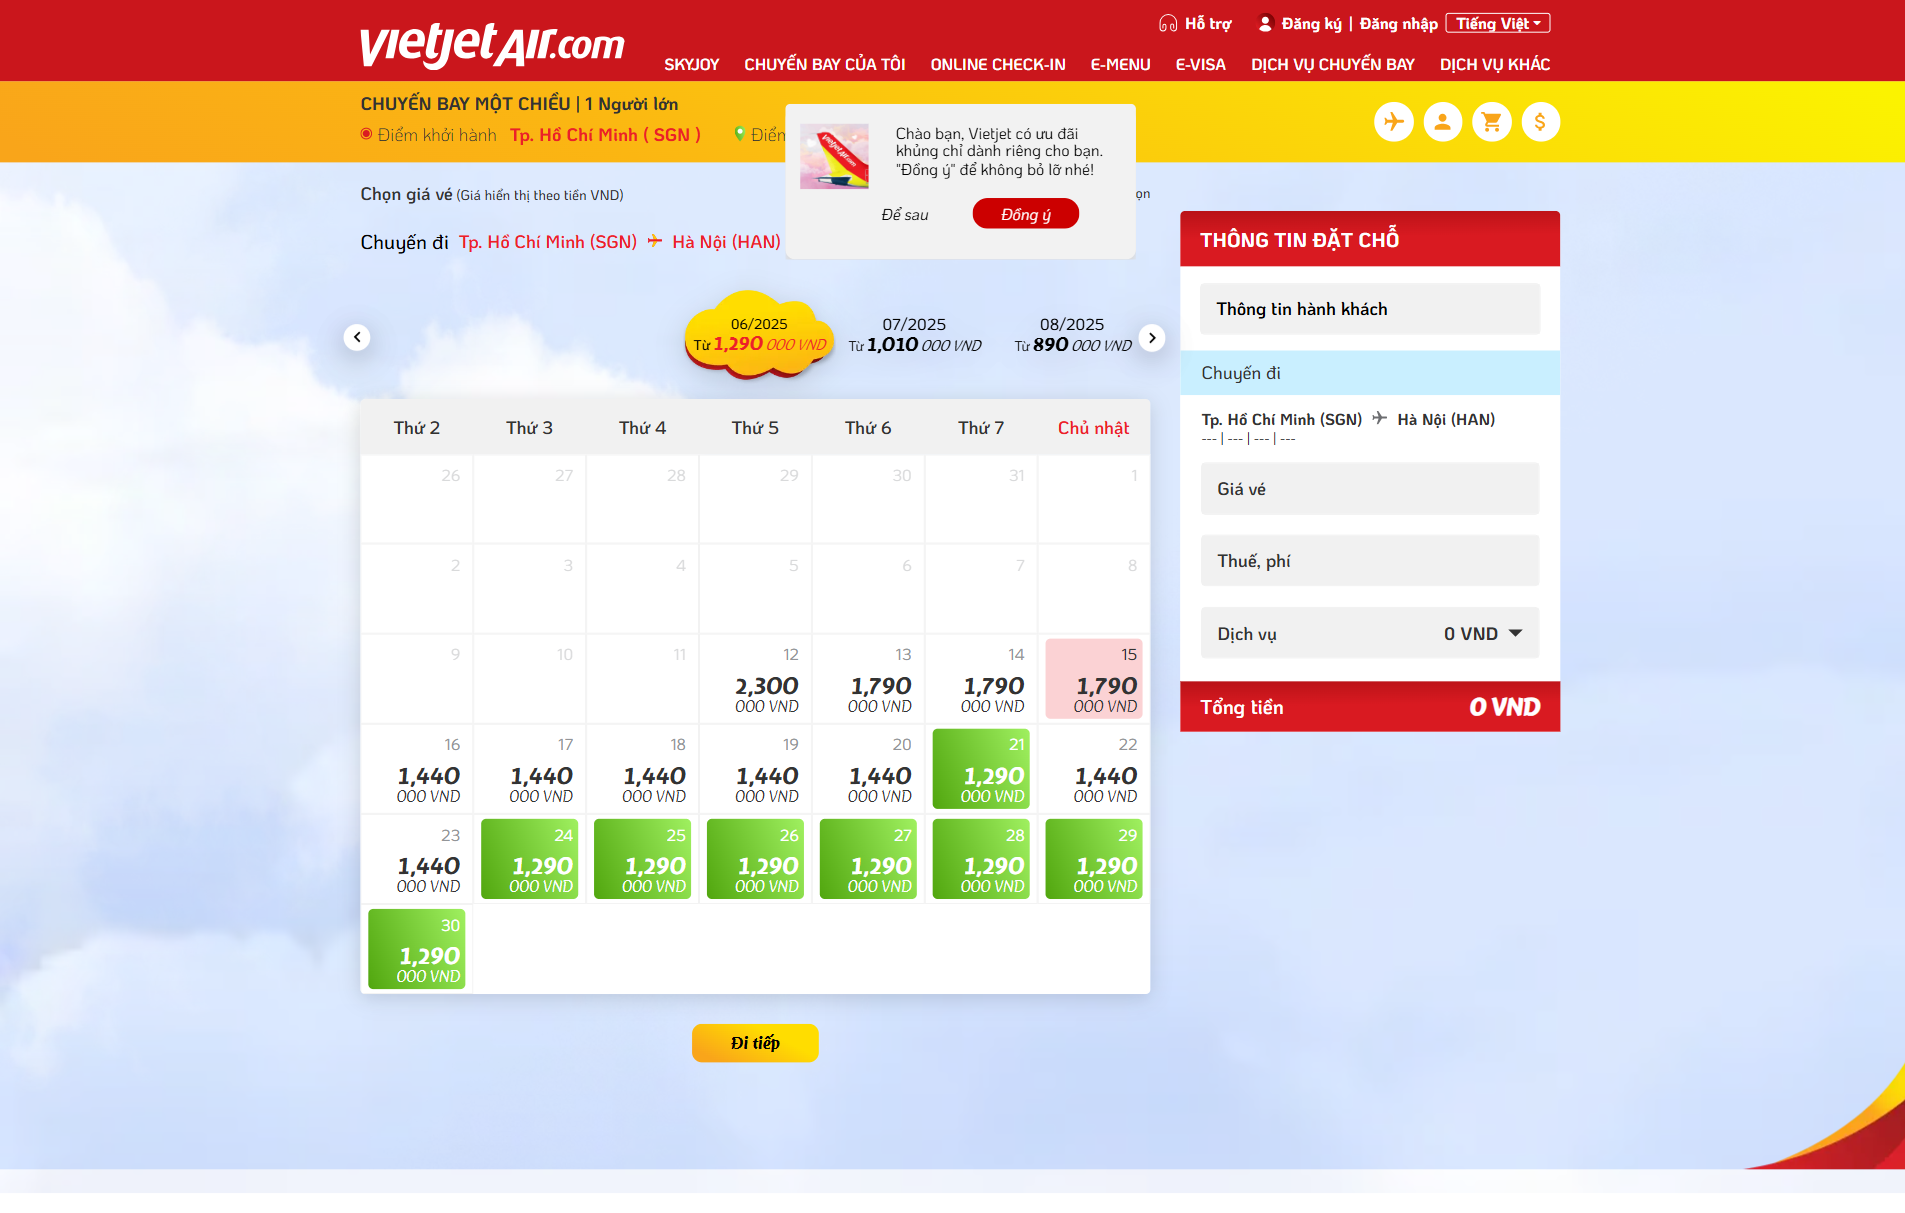 vietjetAir.com
Hỗ trợ
Đăng ký | Đăng nhập
Tiếng Việt
SKYJOY
CHUYẾN BAY CỦA TÔI
ONLINE CHECK-IN
E-MENU
E-VISA
DỊCH VỤ CHUYẾN BAY
DỊCH VỤ KHÁC
CHUYẾN BAY MỘT CHIỀU | 1 Người lớn
Điểm khởi hành Tp. Hồ Chí Minh ( SGN )
Chào bạn, Vietjet có ưu đãi
khủng chỉ dành riêng cho bạn.
"Đồng ý" để không bỏ lỡ nhé!
Để sau
Đồng ý
Chọn giá vé (Giá hiển thị theo tiền VND)
Chuyến đi Tp. Hồ Chí Minh (SGN) Hà Nội (HAN)
06/2025
Từ 1,290 000 VND
07/2025
Từ 1,010 000 VND
08/2025
Từ 890 000 VND
Thứ 2 Thứ 3 Thứ 4 Thứ 5 Thứ 6 Thứ 7 Chủ nhật
26 27 28 29 30 31 1
2 3 4 5 6 7 8
9 10 11 12 13 14 15
2,300 1,790 1,790 1,790
000 VND 000 VND 000 VND 000 VND
16 17 18 19 20 21 22
1,440 1,440 1,440 1,440 1,440 1,290 1,440
000 VND 000 VND 000 VND 000 VND 000 VND 000 VND 000 VND
23 24 25 26 27 28 29
1,440 1,290 1,290 1,290 1,290 1,290 1,290
000 VND 000 VND 000 VND 000 VND 000 VND 000 VND 000 VND
30
1,290
000 VND
Đi tiếp
THÔNG TIN ĐẶT CHỖ
Thông tin hành khách
Chuyến đi
Tp. Hồ Chí Minh (SGN) Hà Nội (HAN)
--- | --- | --- | ---
Giá vé
Thuế, phí
Dịch vụ 0 VND
Tổng tiền 0 VND